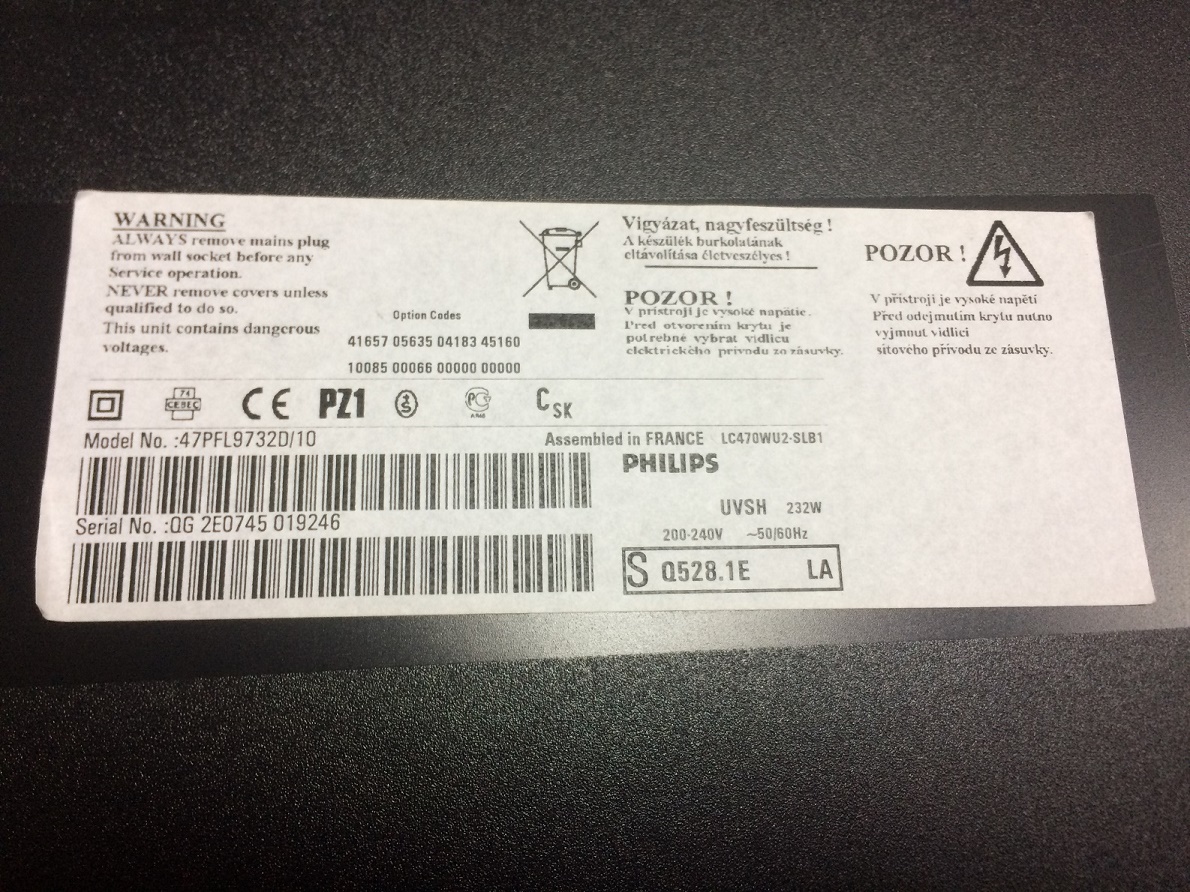 WARNING
ALWAYS remove mains plug
from wall socket before any
Service operation.
NEVER remove covers unless
qualified to do so.
This unit contains dangerous
voltages.
Option Codes
41657 05635 04183 45160
10085 00066 00000 00000
Vigyázat, nagyfeszültség !
A készülék burkolatának
eltávolítása életveszélyes !
POZOR !
V prístroji je vysoké napätie.
Pred otvorením krytu je
potrebné vybrat vidlicu
elektrického prívodu zo zásuvky.
POZOR !
V přístroji je vysoké napětí
Před odejmutím krytu nutno
vyjmout vidlici
síťového přívodu ze zásuvky.
74
CEBEC
CE PZ1 S PC C SK
Model No. :47PFL9732D/10
Assembled in FRANCE LC470WU2-SLB1
PHILIPS
Serial No. :QG 2E0745 019246
UVSH 232W
200-240V ~50/60Hz
S Q528.1E LA